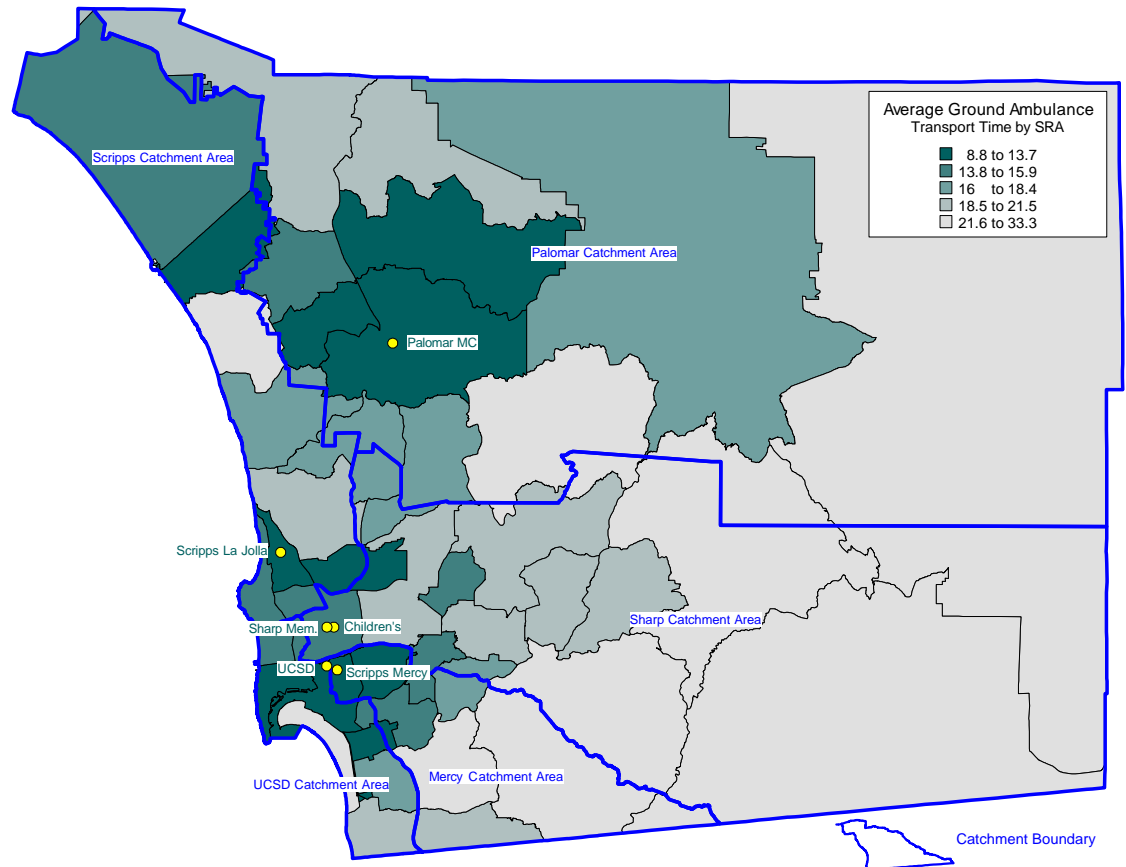 Average Ground Ambulance
Transport Time by SRA
8.8 to 13.7
13.8 to 15.9
16 to 18.4
18.5 to 21.5
21.6 to 33.3
Scripps Catchment Area
Palomar Catchment Area
Palomar MC
Scripps La Jolla
Sharp Mem.
Children's
Sharp Catchment Area
UCSD
Scripps Mercy
UCSD Catchment Area
Mercy Catchment Area
Catchment Boundary